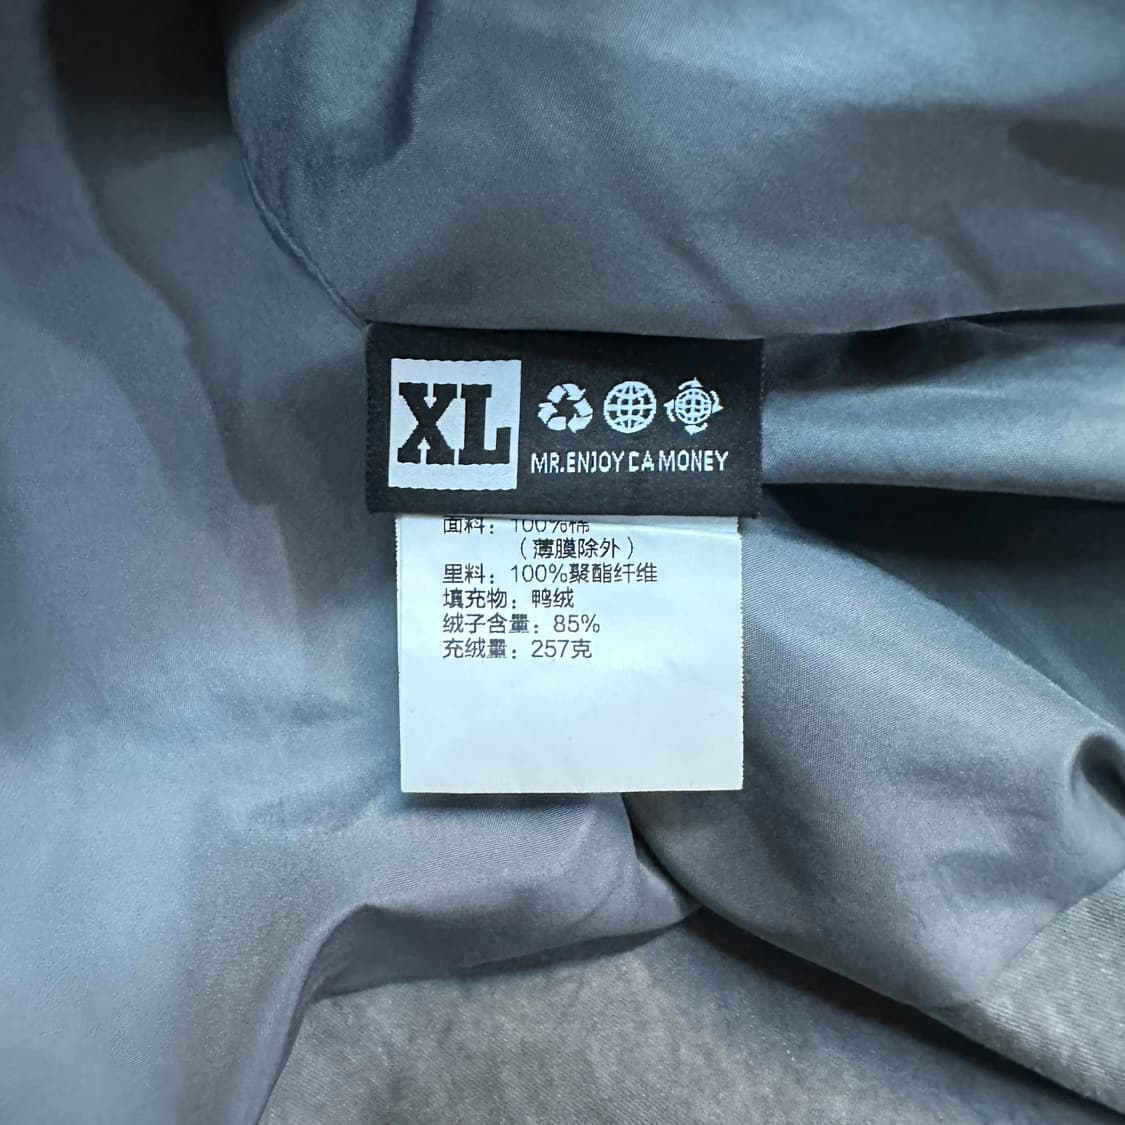 XL
MR.ENJOY DA MONEY
面料：100%棉
（薄膜除外）
里料：100%聚酯纤维
填充物：鸭绒
绒子含量：85%
充绒量：257克